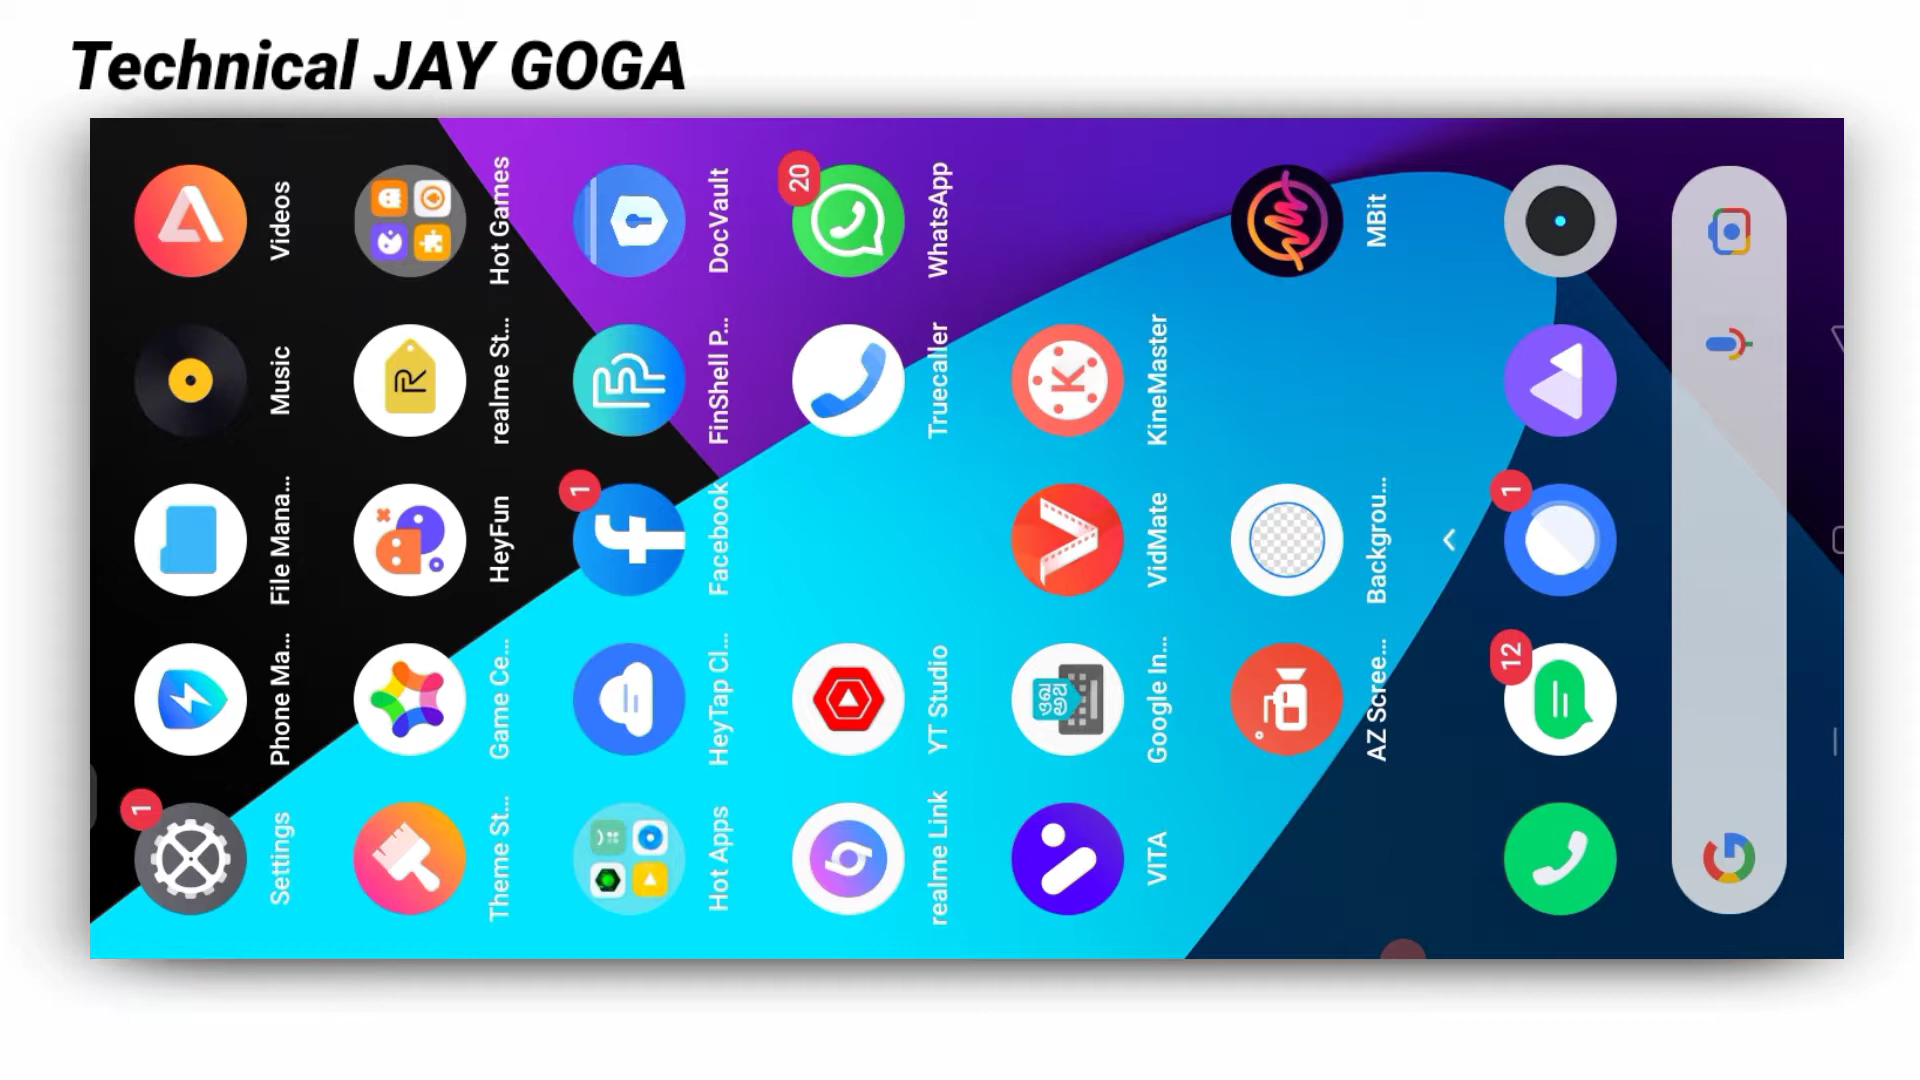 Technical JAY GOGA
1
Settings
Phone Ma...
File Mana...
Music
Videos
Theme St...
Game Ce...
HeyFun
realme St...
Hot Games
Hot Apps
HeyTap Cl...
1
Facebook
FinShell P...
DocVault
realme Link
YT Studio
Truecaller
20
WhatsApp
VITA
Google In...
VidMate
KineMaster
AZ Scree...
Backgrou...
MBit
12
1